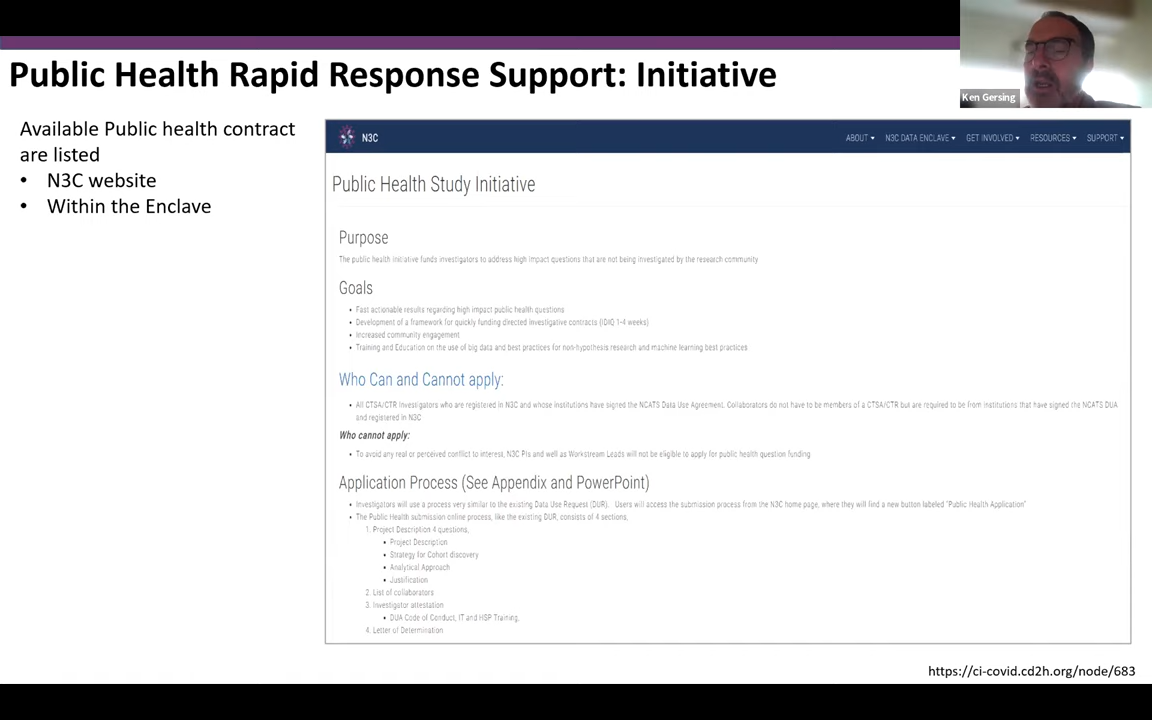 Public Health Rapid Response Support: Initiative
Ken Gersing
Available Public health contract
are listed
• N3C website
• Within the Enclave
N3C
ABOUT ▾ N3C DATA ENCLAVE ▾ GET INVOLVED ▾ RESOURCES ▾ SUPPORT ▾
Public Health Study Initiative
Purpose
The public health initiative funds investigators to address high impact questions that are not being investigated by the research community
Goals
• Fast actionable results regarding high impact public health questions
• Development of a framework for quickly funding directed investigative contracts (IDIQ 1-4 weeks)
• Increased community engagement
• Training and Education on the use of big data and best practices for non-hypothesis research and machine learning best practices
Who Can and Cannot apply:
• All CTSA/CTR Investigators who are registered in N3C and whose institutions have signed the NCATS Data Use Agreement. Collaborators do not have to be members of a CTSA/CTR but are required to be from institutions that have signed the NCATS DUA
and registered in N3C
Who cannot apply:
• To avoid any real or perceived conflict to interest, N3C PIs and well as Workstream Leads will not be eligible to apply for public health question funding
Application Process (See Appendix and PowerPoint)
• Investigators will use a process very similar to the existing Data Use Request (DUR). Users will access the submission process from the N3C home page, where they will find a new button labeled "Public Health Application"
• The Public Health submission online process, like the existing DUR, consists of 4 sections,
1. Project Description 4 questions,
• Project Description
• Strategy for Cohort discovery
• Analytical Approach
• Justification
2. List of collaborators
3. Investigator attestation
• DUA Code of Conduct, IT and HSP Training.
4. Letter of Determination
https://ci-covid.cd2h.org/node/683